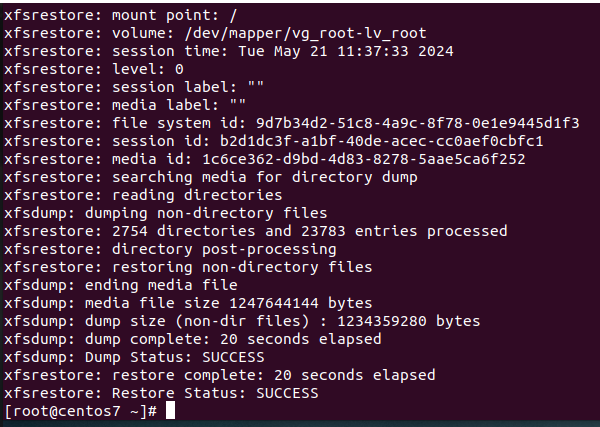 xfsrestore: mount point: /
xfsrestore: volume: /dev/mapper/vg_root-lv_root
xfsrestore: session time: Tue May 21 11:37:33 2024
xfsrestore: level: 0
xfsrestore: session label: ""
xfsrestore: media label: ""
xfsrestore: file system id: 9d7b34d2-51c8-4a9c-8f78-0e1e9445d1f3
xfsrestore: session id: b2d1dc3f-a1bf-40de-acec-cc0aef0cbfc1
xfsrestore: media id: 1c6ce362-d9bd-4d83-8278-5aae5ca6f252
xfsrestore: searching media for directory dump
xfsrestore: reading directories
xfsdump: dumping non-directory files
xfsrestore: 2754 directories and 23783 entries processed
xfsrestore: directory post-processing
xfsrestore: restoring non-directory files
xfsdump: ending media file
xfsdump: media file size 1247644144 bytes
xfsdump: dump size (non-dir files) : 1234359280 bytes
xfsdump: dump complete: 20 seconds elapsed
xfsdump: Dump Status: SUCCESS
xfsrestore: restore complete: 20 seconds elapsed
xfsrestore: Restore Status: SUCCESS
[root@centos7 ~]#